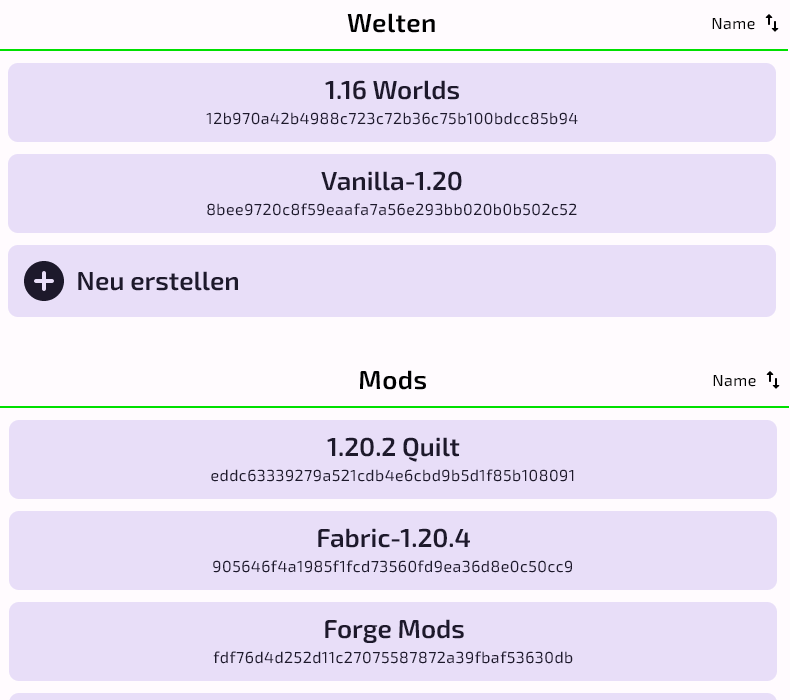 Welten
Name
1.16 Worlds
12b970a42b4988c723c72b36c75b100bdcc85b94
Vanilla-1.20
8bee9720c8f59eaafa7a56e293bb020b0b502c52
Neu erstellen
Mods
Name
1.20.2 Quilt
eddc63339279a521cdb4e6cbd9b5d1f85b108091
Fabric-1.20.4
905646f4a1985f1fcd73560fd9ea36d8e0c50cc9
Forge Mods
fdf76d4d252d11c27075587872a39fbaf53630db